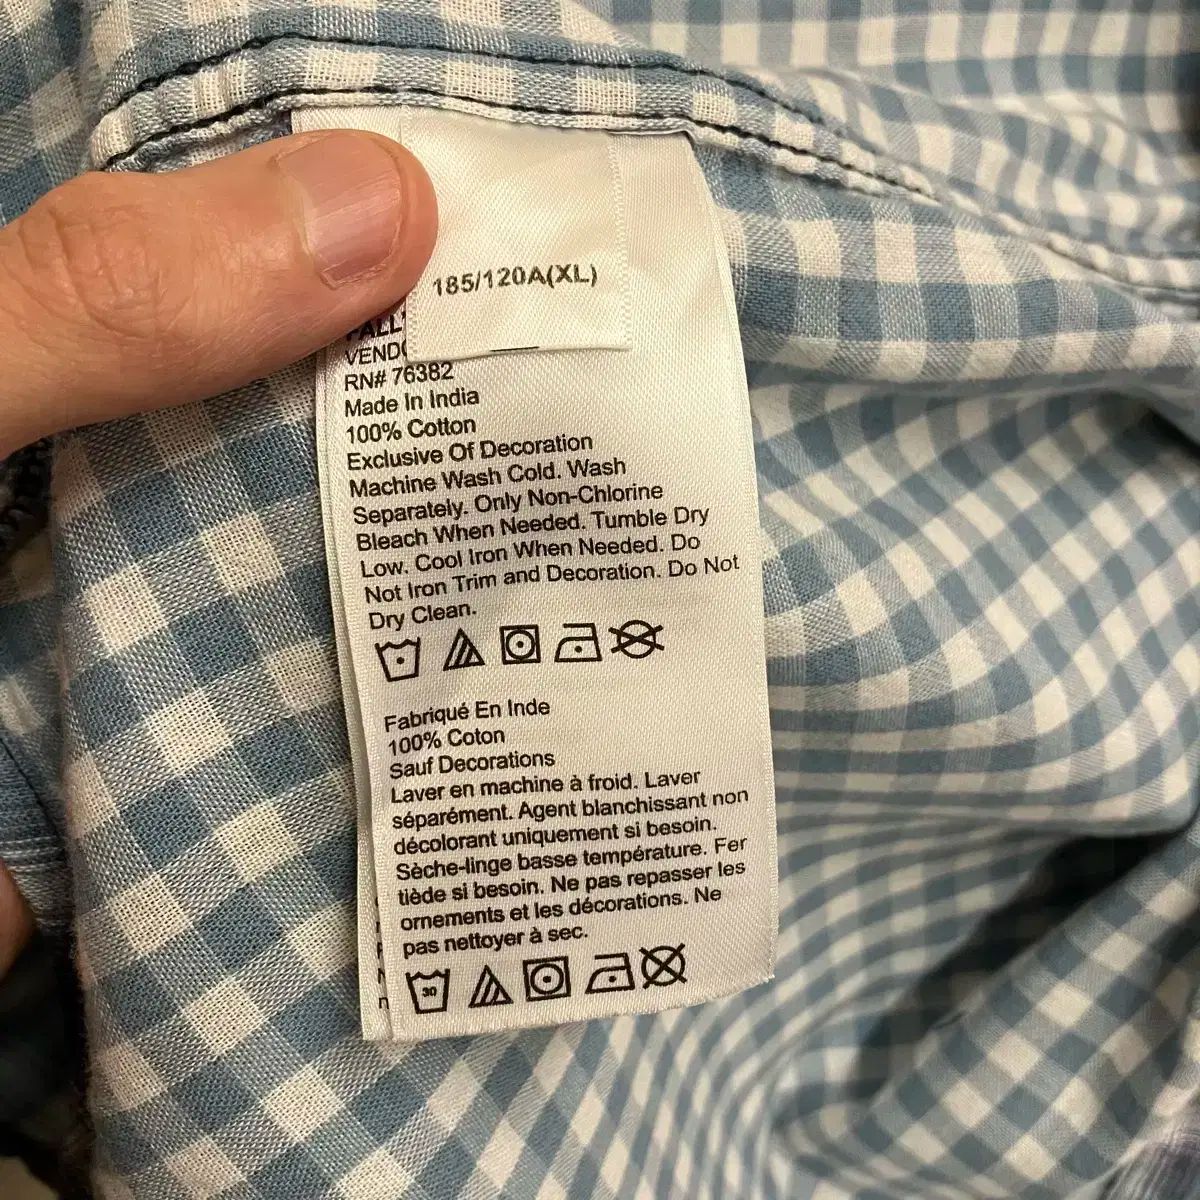 185/120A(XL)
RN# 76382
Made In India
100% Cotton
Exclusive Of Decoration
Machine Wash Cold. Wash
Separately. Only Non-Chlorine
Bleach When Needed. Tumble Dry
Low. Cool Iron When Needed. Do
Not Iron Trim and Decoration. Do Not
Dry Clean.
Fabriqué En Inde
100% Coton
Sauf Decorations
Laver en machine à froid. Laver
séparément. Agent blanchissant non
décolorant uniquement si besoin.
Sèche-linge basse température. Fer
tiède si besoin. Ne pas repasser les
ornements et les décorations. Ne
pas nettoyer à sec.
30